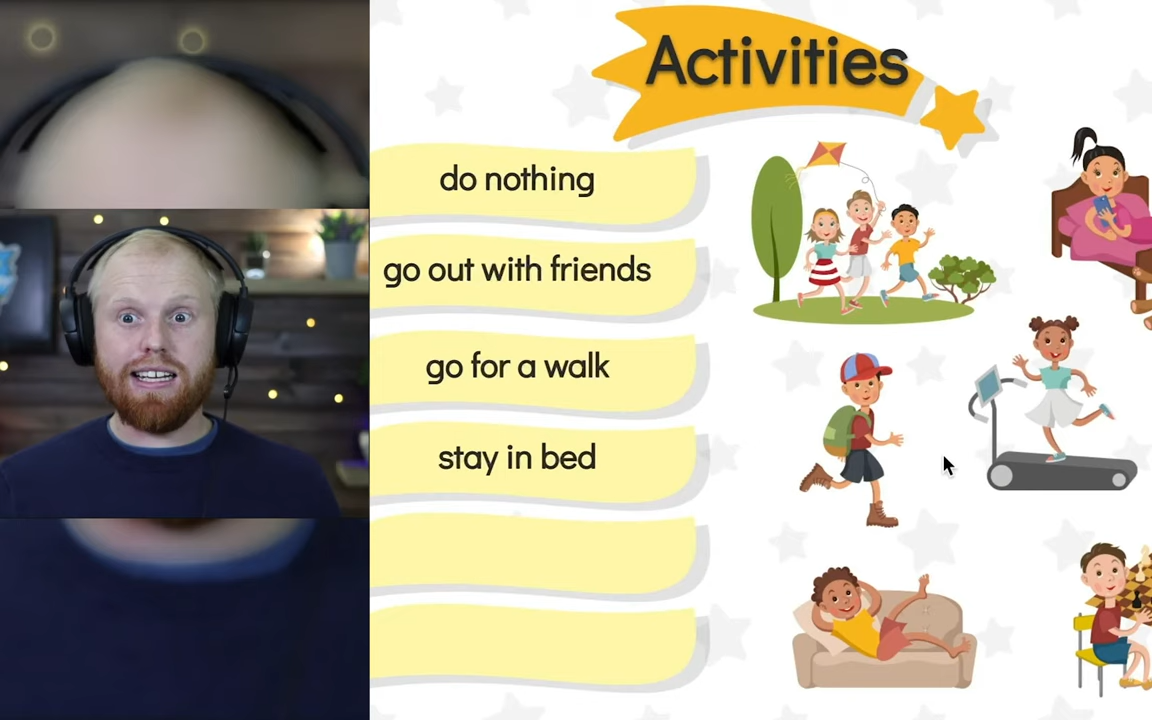 Activities
do nothing
go out with friends
go for a walk
stay in bed